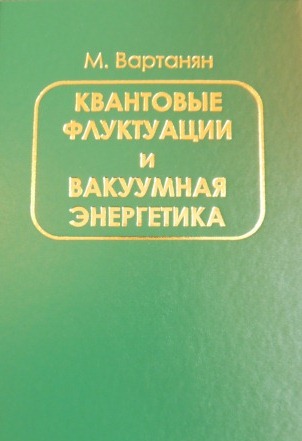 М. Вартанян
КВАНТОВЫЕ
ФЛУКТУАЦИИ
и
ВАКУУМНАЯ
ЭНЕРГЕТИКА